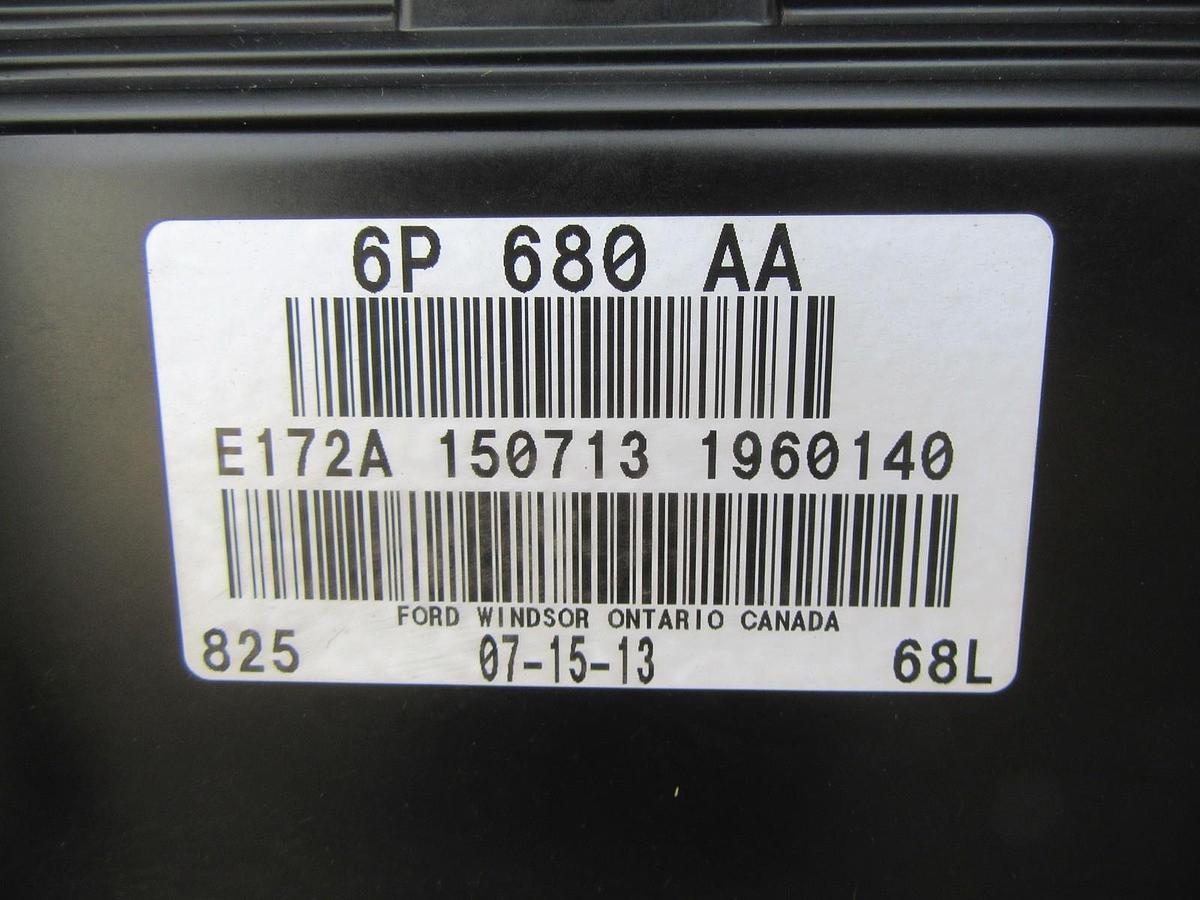 6P 680 AA
E172A 150713 1960140
FORD WINDSOR ONTARIO CANADA
825 07-15-13 68L